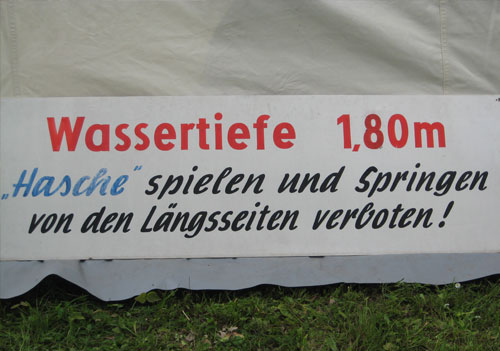 Wassertiefe 1,80m
„Hasche" spielen und Springen
von den Längsseiten verboten!